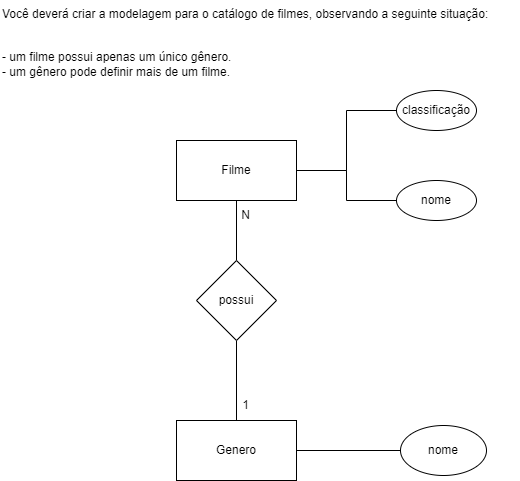 Você deverá criar a modelagem para o catálogo de filmes, observando a seguinte situação:
- um filme possui apenas um único gênero.
- um gênero pode definir mais de um filme.
classificação
Filme
nome
N
possui
1
Genero
nome